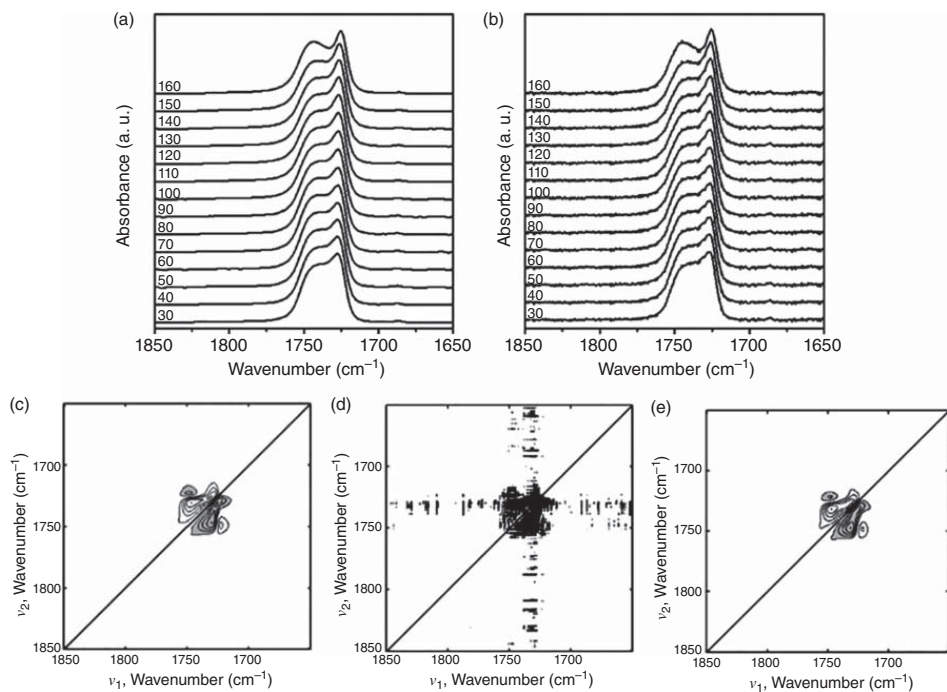 (a)
Absorbance (a. u.)
160
150
140
130
120
110
100
90
80
70
60
50
40
30
1850 1800 1750 1700 1650
Wavenumber (cm⁻¹)
(b)
Absorbance (a. u.)
160
150
140
130
120
110
100
90
80
70
60
50
40
30
1850 1800 1750 1700 1650
Wavenumber (cm⁻¹)
(c)
ν₂, Wavenumber (cm⁻¹)
1700
1750
1800
1850
1850 1800 1750 1700
ν₁, Wavenumber (cm⁻¹)
(d)
ν₂, Wavenumber (cm⁻¹)
1700
1750
1800
1850
1850 1800 1750 1700
ν₁, Wavenumber (cm⁻¹)
(e)
ν₂, Wavenumber (cm⁻¹)
1700
1750
1800
1850
1850 1800 1750 1700
ν₁, Wavenumber (cm⁻¹)